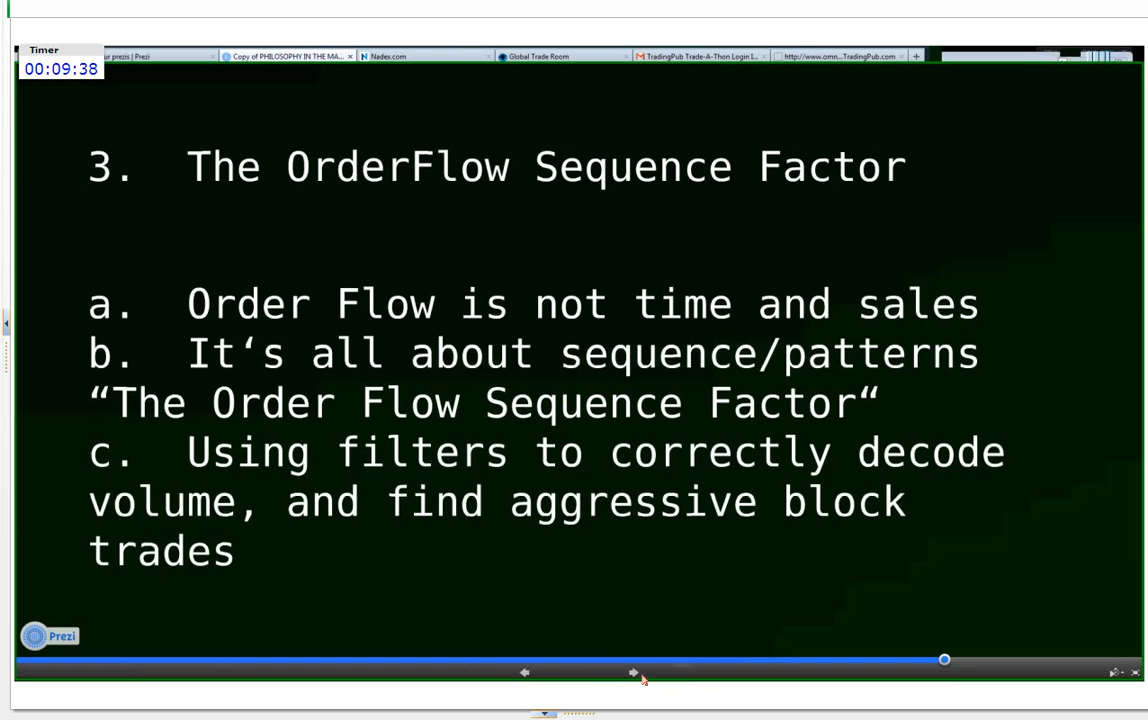 Timer
00:09:38
ur prezis | Prezi
Copy of PHILOSOPHY IN THE MA...
Nadex.com
Global Trade Room
TradingPub Trade-A-Thon Login I...
http://www.omn...TradingPub.com
3. The OrderFlow Sequence Factor
a. Order Flow is not time and sales
b. It‘s all about sequence/patterns
“The Order Flow Sequence Factor“
c. Using filters to correctly decode
volume, and find aggressive block
trades
Prezi